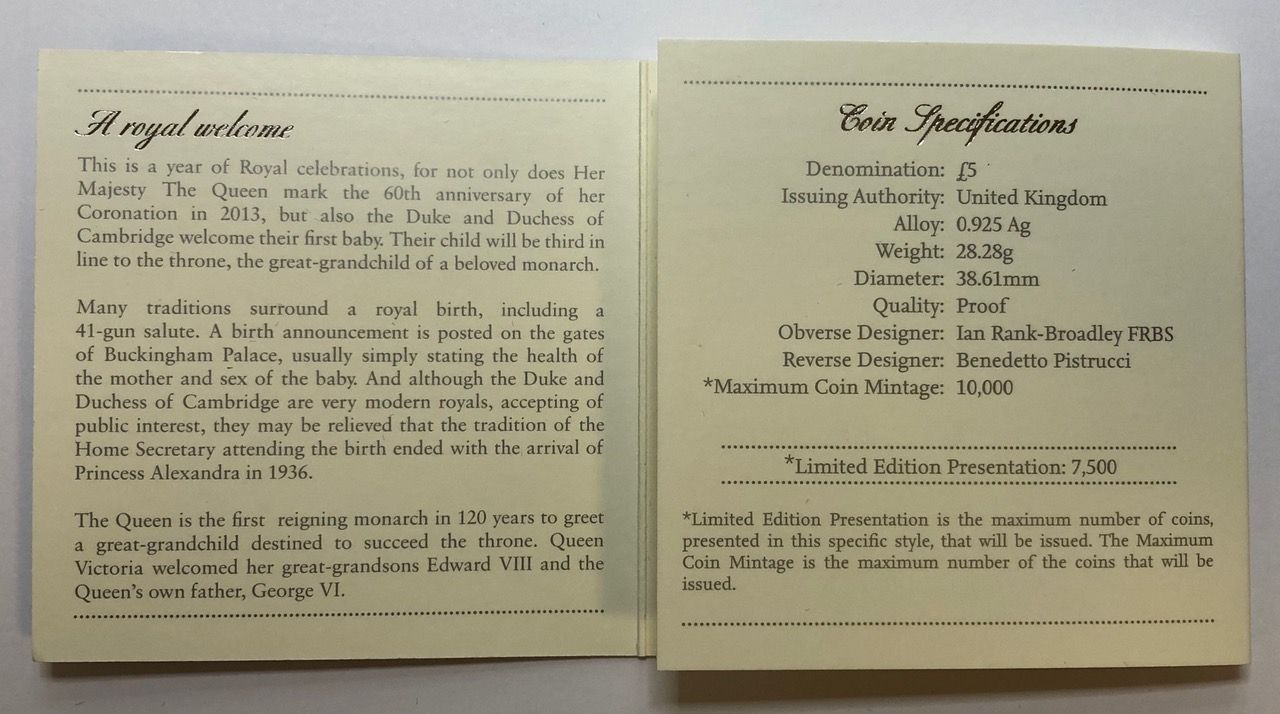 A royal welcome
This is a year of Royal celebrations, for not only does Her
Majesty The Queen mark the 60th anniversary of her
Coronation in 2013, but also the Duke and Duchess of
Cambridge welcome their first baby. Their child will be third in
line to the throne, the great-grandchild of a beloved monarch.
Many traditions surround a royal birth, including a
41-gun salute. A birth announcement is posted on the gates
of Buckingham Palace, usually simply stating the health of
the mother and sex of the baby. And although the Duke and
Duchess of Cambridge are very modern royals, accepting of
public interest, they may be relieved that the tradition of the
Home Secretary attending the birth ended with the arrival of
Princess Alexandra in 1936.
The Queen is the first reigning monarch in 120 years to greet
a great-grandchild destined to succeed the throne. Queen
Victoria welcomed her great-grandsons Edward VIII and the
Queen's own father, George VI.
Coin Specifications
Denomination: £5
Issuing Authority: United Kingdom
Alloy: 0.925 Ag
Weight: 28.28g
Diameter: 38.61mm
Quality: Proof
Obverse Designer: Ian Rank-Broadley FRBS
Reverse Designer: Benedetto Pistrucci
*Maximum Coin Mintage: 10,000
*Limited Edition Presentation: 7,500
*Limited Edition Presentation is the maximum number of coins,
presented in this specific style, that will be issued. The Maximum
Coin Mintage is the maximum number of the coins that will be
issued.